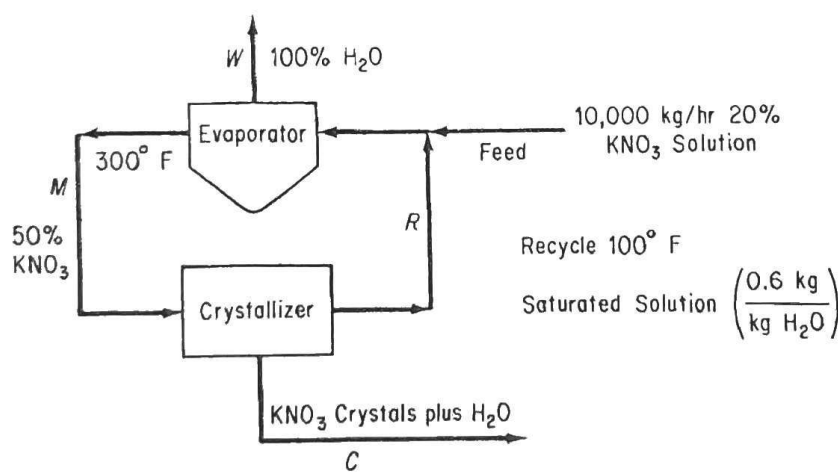 W 100% H₂O
Evaporator
10,000 kg/hr 20%
KNO₃ Solution
Feed
300° F
M
50%
KNO₃
R
Recycle 100° F
Saturated Solution (0.6 kg / kg H₂O)
Crystallizer
KNO₃ Crystals plus H₂O
C